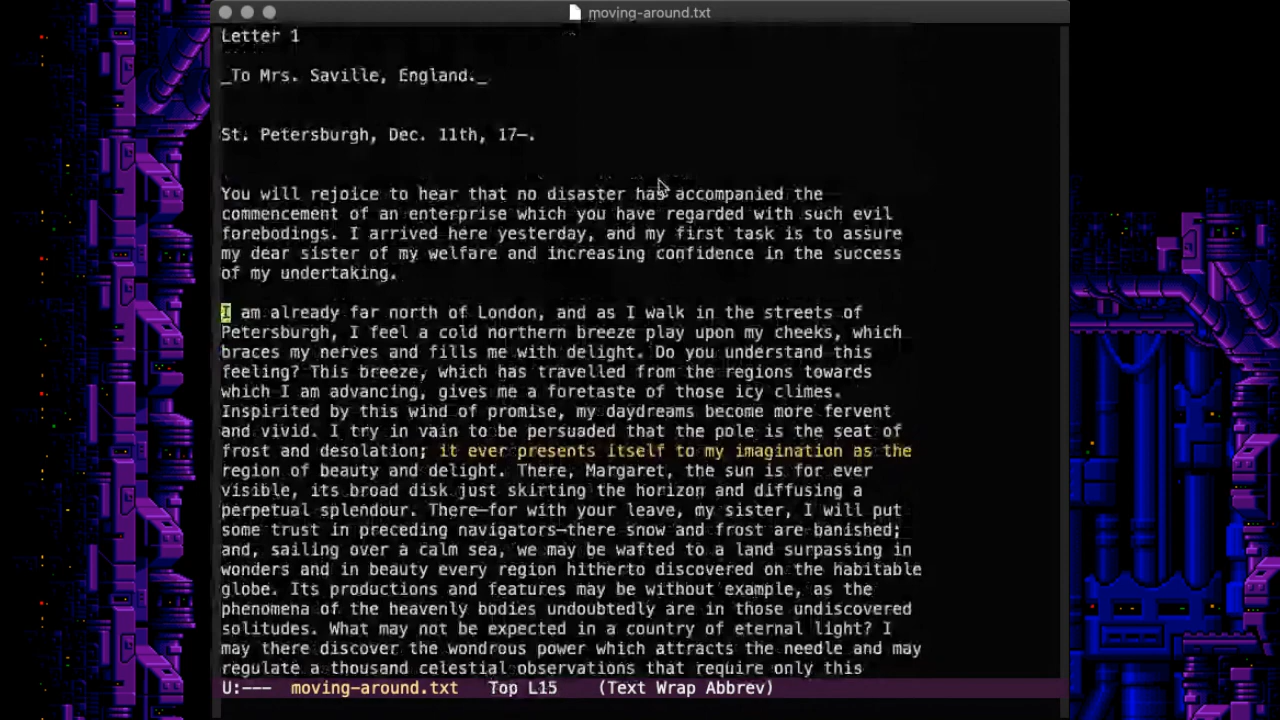 moving-around.txt
Letter 1
_To Mrs. Saville, England._
St. Petersburgh, Dec. 11th, 17—.
You will rejoice to hear that no disaster has accompanied the
commencement of an enterprise which you have regarded with such evil
forebodings. I arrived here yesterday, and my first task is to assure
my dear sister of my welfare and increasing confidence in the success
of my undertaking.
I am already far north of London, and as I walk in the streets of
Petersburgh, I feel a cold northern breeze play upon my cheeks, which
braces my nerves and fills me with delight. Do you understand this
feeling? This breeze, which has travelled from the regions towards
which I am advancing, gives me a foretaste of those icy climes.
Inspirited by this wind of promise, my daydreams become more fervent
and vivid. I try in vain to be persuaded that the pole is the seat of
frost and desolation; it ever presents itself to my imagination as the
region of beauty and delight. There, Margaret, the sun is for ever
visible, its broad disk just skirting the horizon and diffusing a
perpetual splendour. There—for with your leave, my sister, I will put
some trust in preceding navigators—there snow and frost are banished;
and, sailing over a calm sea, we may be wafted to a land surpassing in
wonders and in beauty every region hitherto discovered on the habitable
globe. Its productions and features may be without example, as the
phenomena of the heavenly bodies undoubtedly are in those undiscovered
solitudes. What may not be expected in a country of eternal light? I
may there discover the wondrous power which attracts the needle and may
regulate a thousand celestial observations that require only this
U:--- moving-around.txt Top L15 (Text Wrap Abbrev)